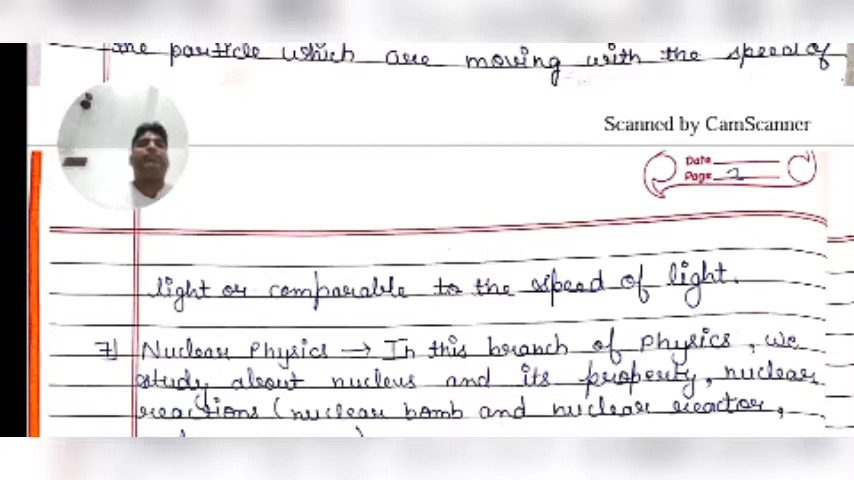 the particle which are moving with the speed of
Scanned by CamScanner
Date
Page 2
light or comparable to the speed of light.
7) Nuclear Physics → In this branch of Physics, we
study about nucleus and its property, nuclear
reactions (nuclear bomb and nuclear reactor,